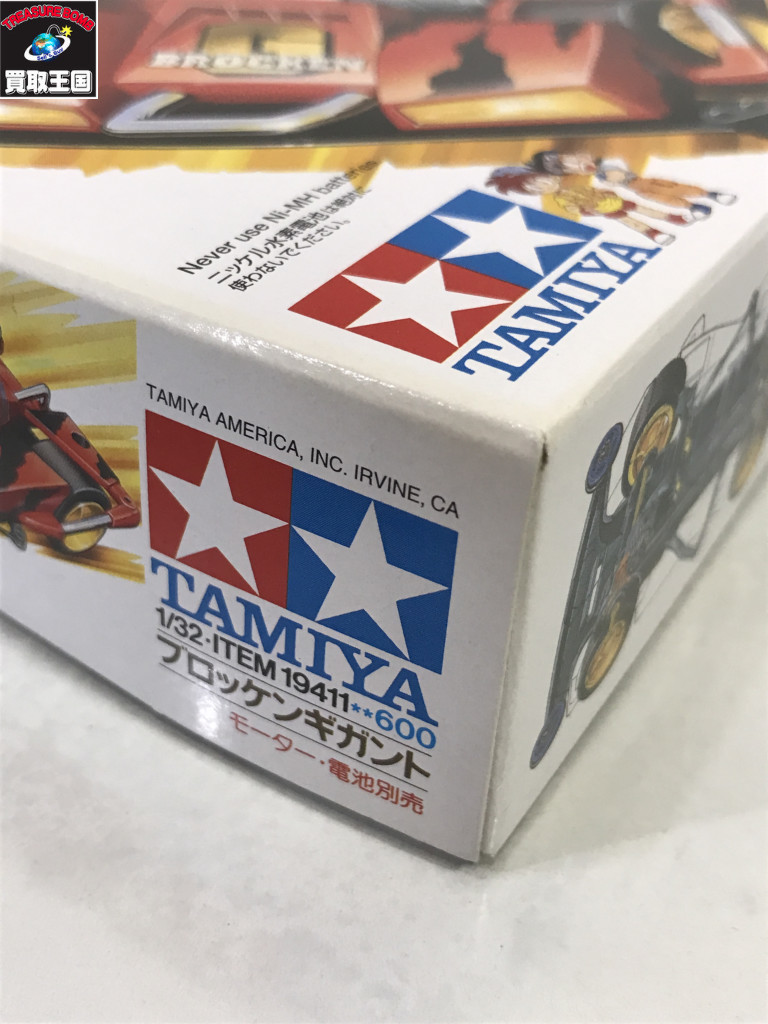 TREASURE BOMB
買取王国
BROCKEN
Never use Ni-MH batteries
ニッケル水素電池は絶対に
使わないでください。
TAMIYA
TAMIYA AMERICA, INC. IRVINE, CA
TAMIYA
1/32・ITEM 19411**600
ブロッケンギガント
モーター・電池別売